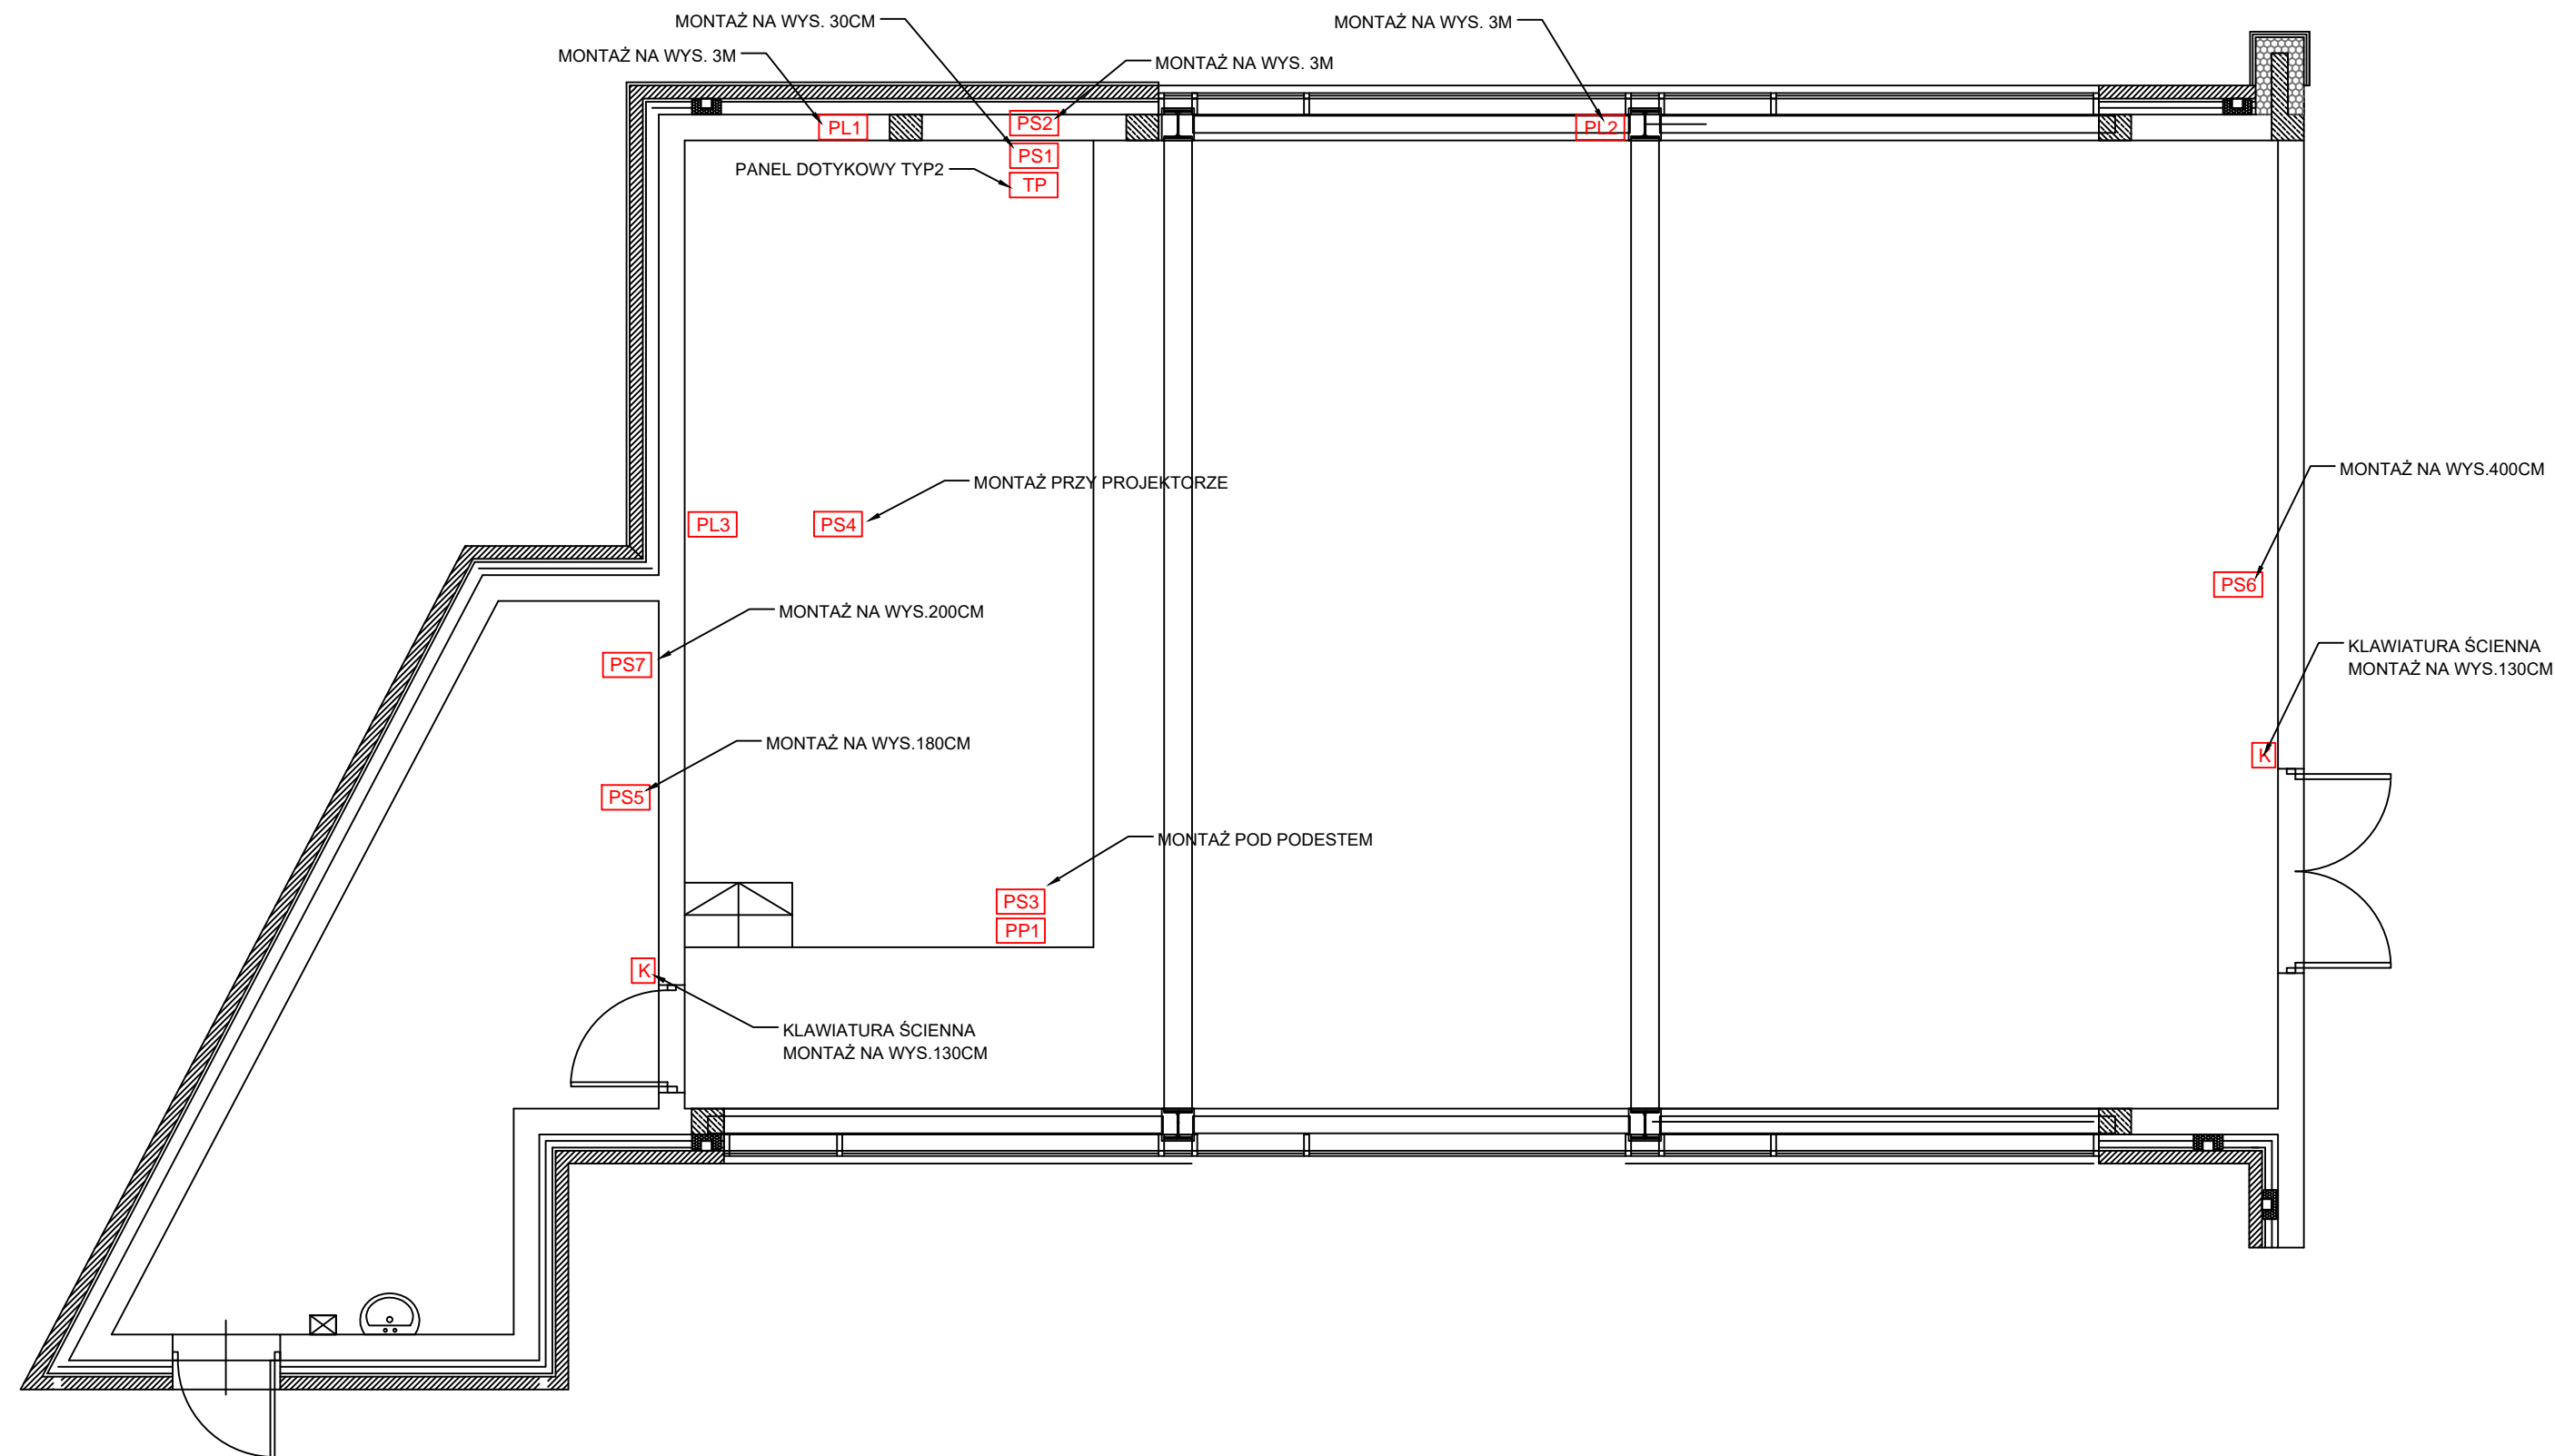 MONTAŻ NA WYS. 30CM
MONTAŻ NA WYS. 3M
MONTAŻ NA WYS. 3M
MONTAŻ NA WYS. 3M
PL1
PS2
PL2
PS1
PANEL DOTYKOWY TYP2
TP
MONTAŻ NA WYS.400CM
MONTAŻ PRZY PROJEKTORZE
PL3
PS4
PS6
MONTAŻ NA WYS.200CM
PS7
KLAWIATURA ŚCIENNA
MONTAŻ NA WYS.130CM
MONTAŻ NA WYS.180CM
K
PS5
MONTAŻ POD PODESTEM
PS3
PP1
K
KLAWIATURA ŚCIENNA
MONTAŻ NA WYS.130CM